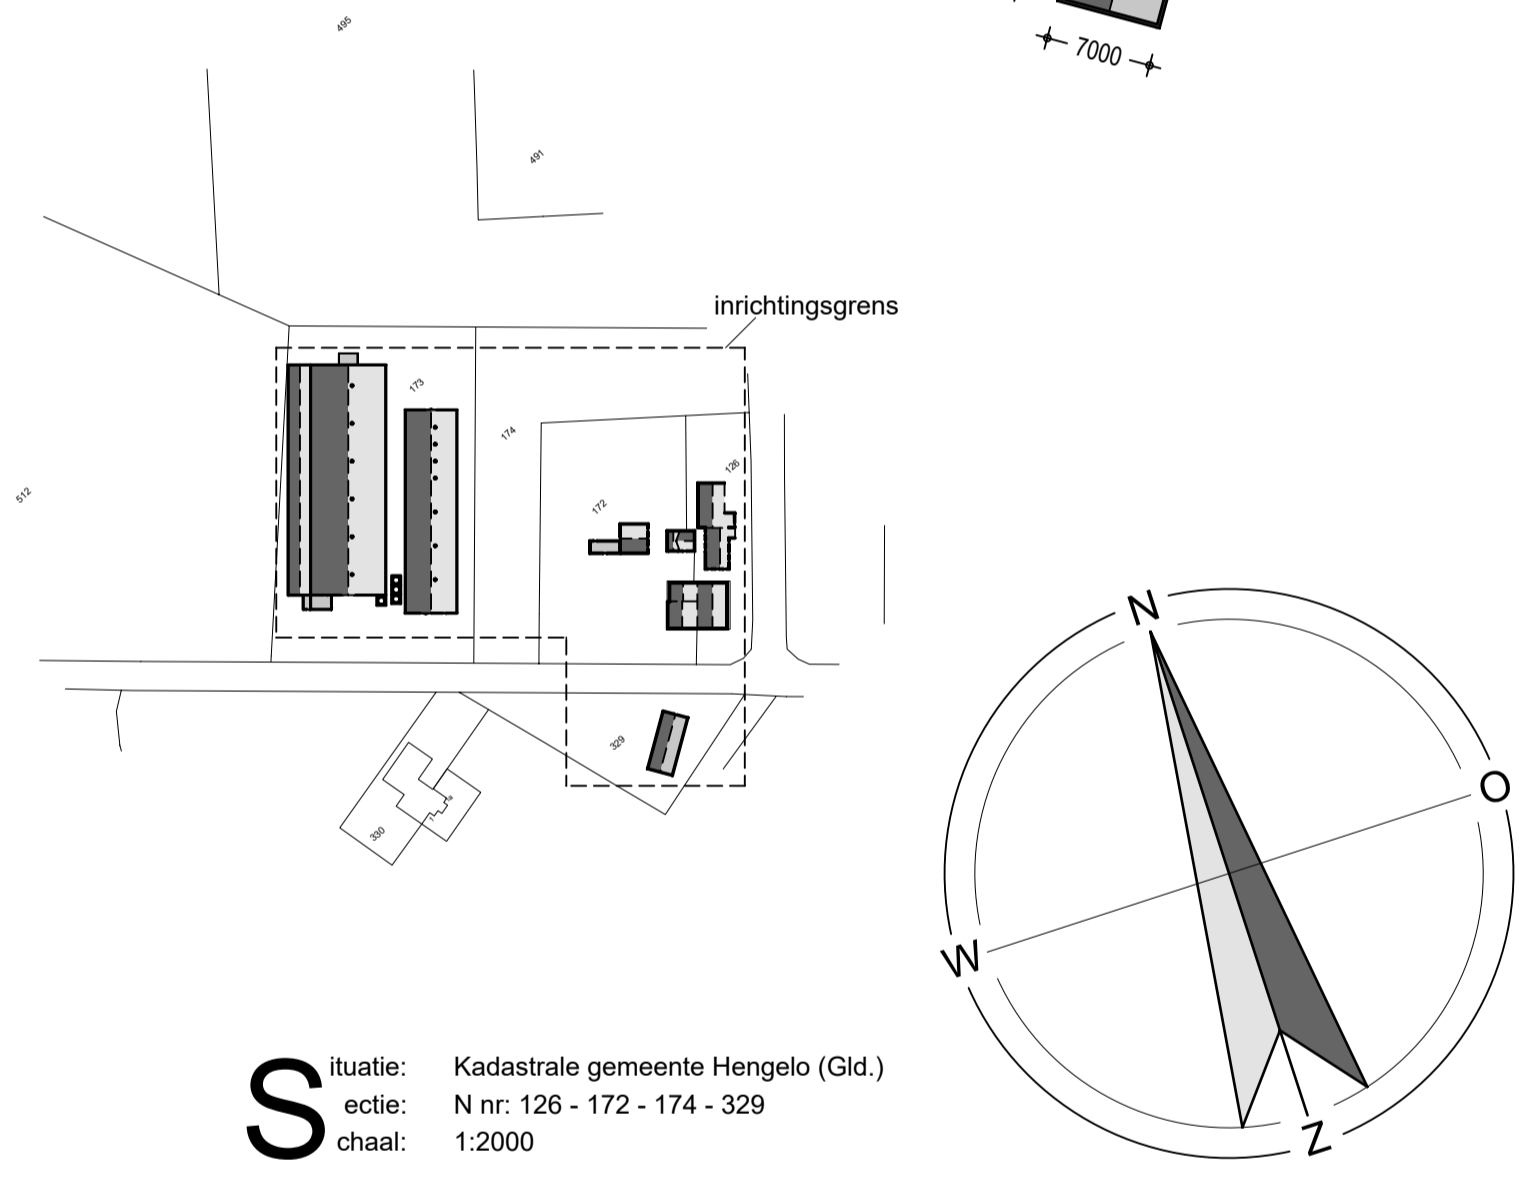 495
7000
491
inrichtingsgrens
173
174
126
512
172
N
329
O
330
W
Situatie: Kadastrale gemeente Hengelo (Gld.)
Sectie: N nr: 126 - 172 - 174 - 329
Schaal: 1:2000
Z